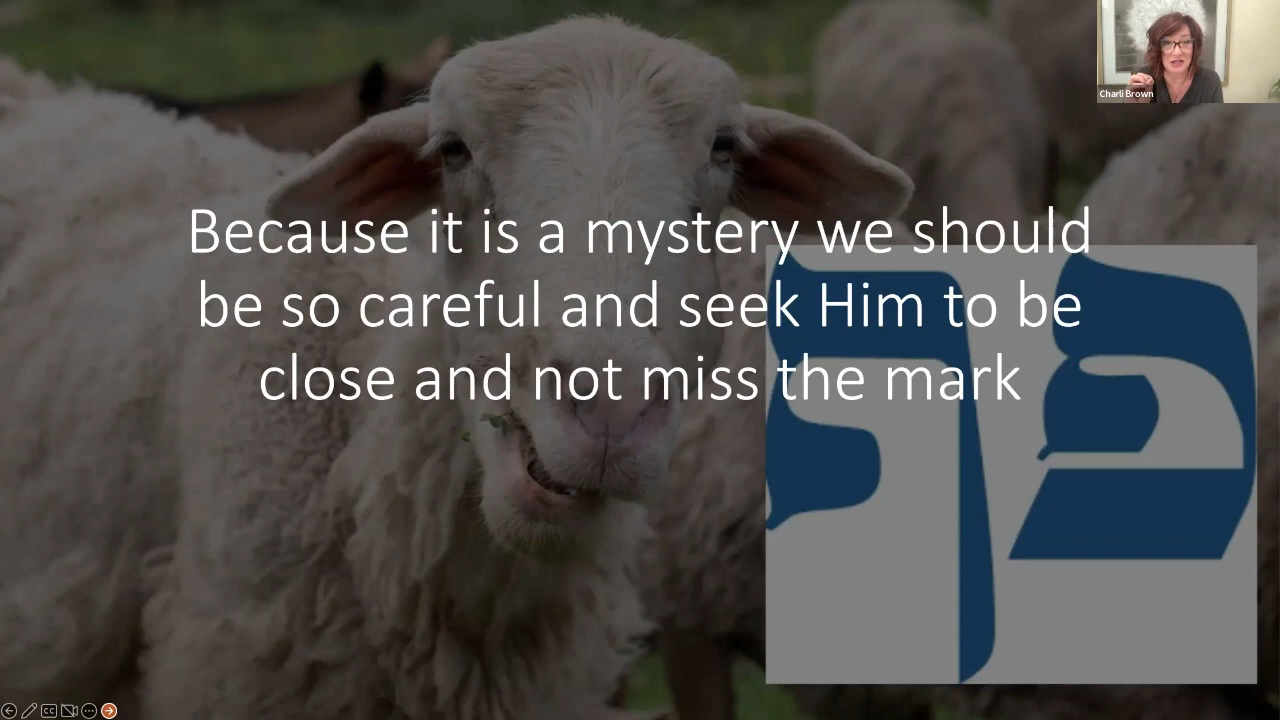 Charli Brown
Because it is a mystery we should
be so careful and seek Him to be
close and not miss the mark
ףּ פּ
CC